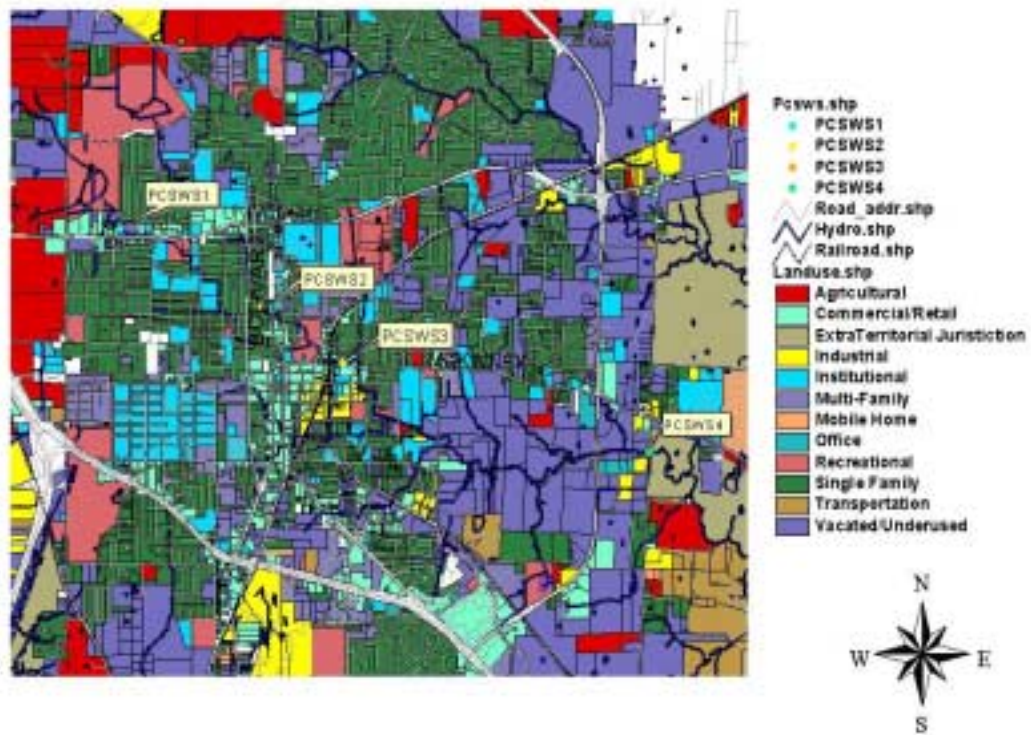 PCSWS1
PCSWS2
PCSWS3
PCSWS4
Pcsws.shp
PCSWS1
PCSWS2
PCSWS3
PCSWS4
Road_addr.shp
Hydro.shp
Railroad.shp
Landuse.shp
Agricultural
Commercial/Retail
ExtraTerritorial Juristiction
Industrial
Institutional
Multi-Family
Mobile Home
Office
Recreational
Single Family
Transportation
Vacated/Underused
N
W E
S